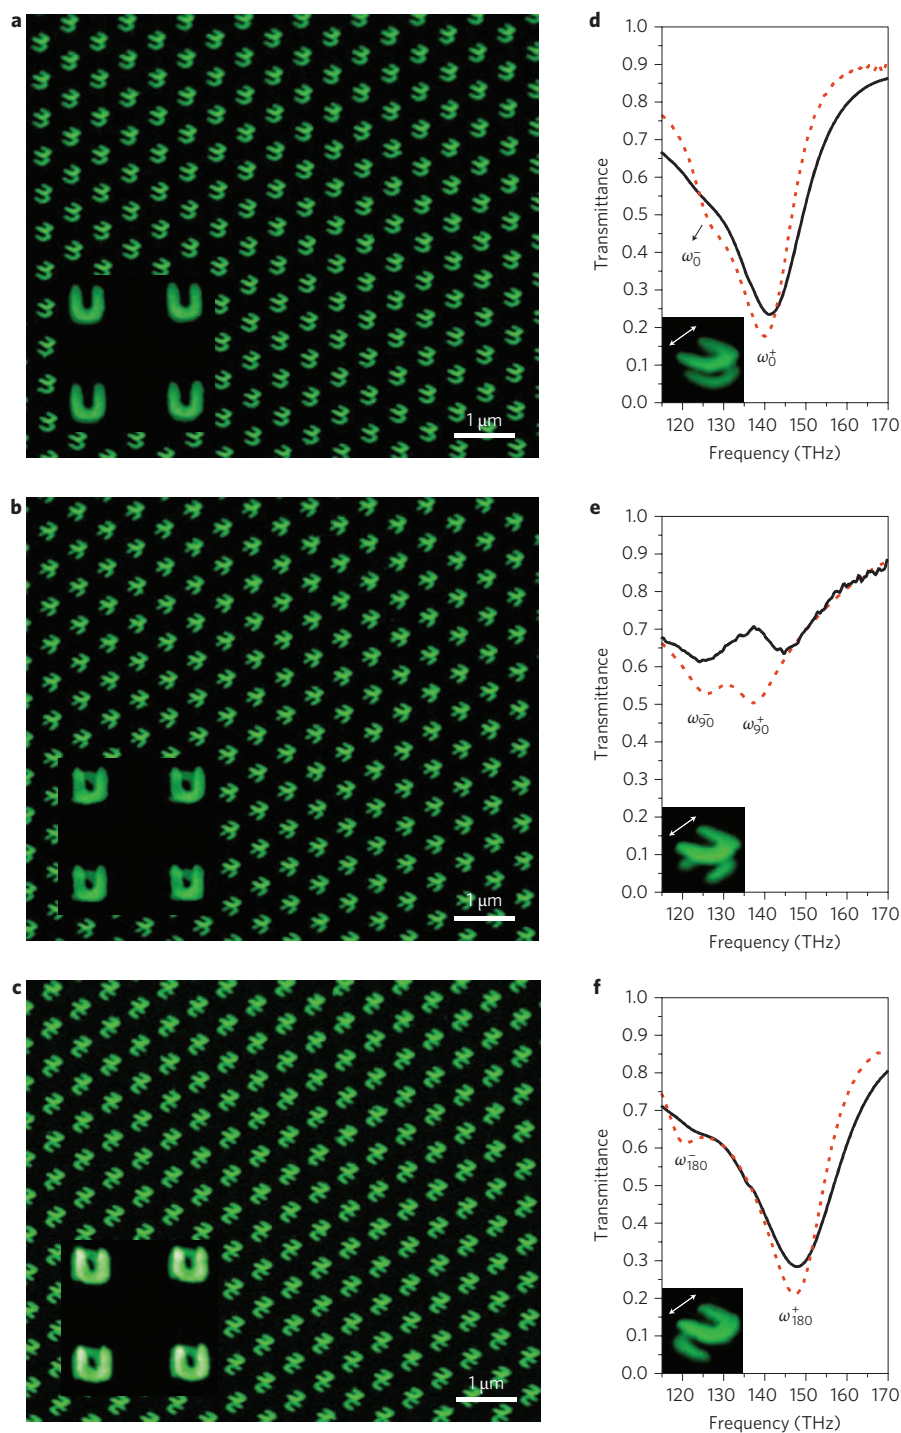 a
1 µm
d
1.0
0.9
0.8
0.7
0.6
0.5
0.4
0.3
0.2
0.1
0.0
Transmittance
ω₀⁻
ω₀⁺
120 130 140 150 160 170
Frequency (THz)
b
1 µm
e
1.0
0.9
0.8
0.7
0.6
0.5
0.4
0.3
0.2
0.1
0.0
Transmittance
ω₉₀⁻ ω₉₀⁺
120 130 140 150 160 170
Frequency (THz)
c
1 µm
f
1.0
0.9
0.8
0.7
0.6
0.5
0.4
0.3
0.2
0.1
0.0
Transmittance
ω₁₈₀⁻
ω₁₈₀⁺
120 130 140 150 160 170
Frequency (THz)